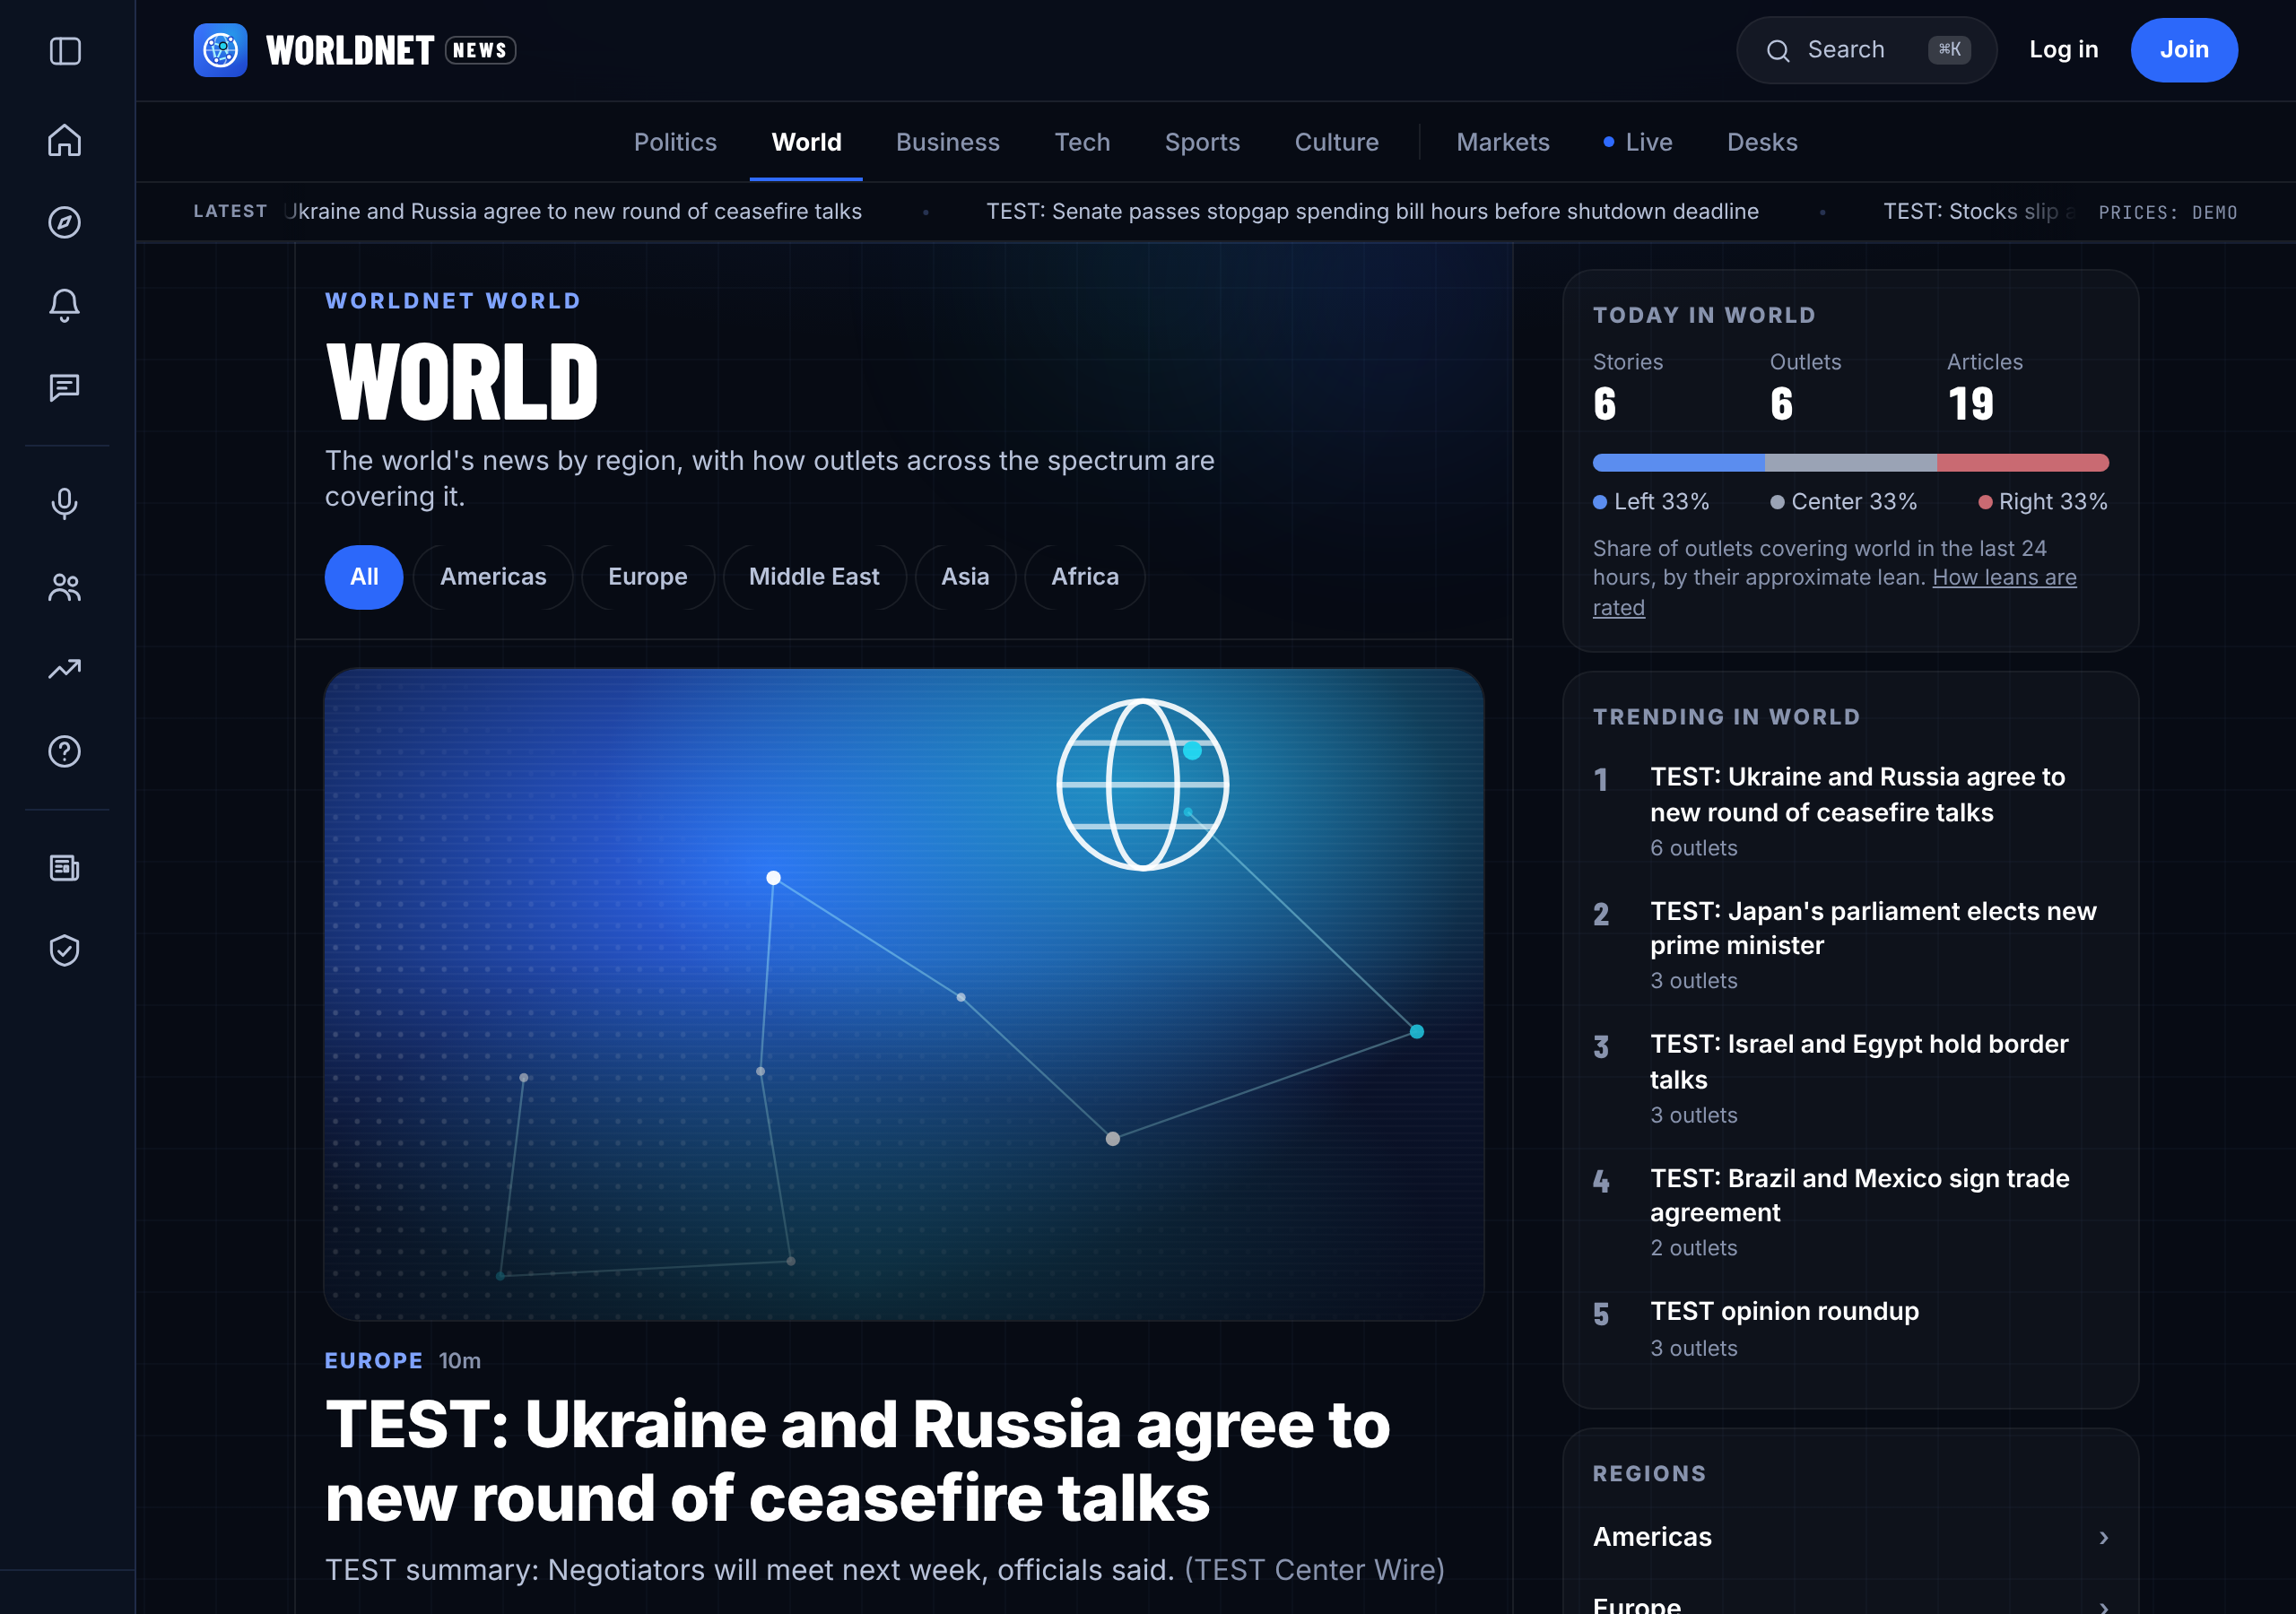 WORLDNET NEWS
Search ⌘K
Log in
Join
Politics World Business Tech Sports Culture Markets Live Desks
LATEST Ukraine and Russia agree to new round of ceasefire talks • TEST: Senate passes stopgap spending bill hours before shutdown deadline • TEST: Stocks slip PRICES: DEMO
WORLDNET WORLD
WORLD
The world's news by region, with how outlets across the spectrum are
covering it.
All Americas Europe Middle East Asia Africa
EUROPE 10m
TEST: Ukraine and Russia agree to
new round of ceasefire talks
TEST summary: Negotiators will meet next week, officials said. (TEST Center Wire)
TODAY IN WORLD
Stories Outlets Articles
6 6 19
Left 33% Center 33% Right 33%
Share of outlets covering world in the last 24
hours, by their approximate lean. How leans are
rated
TRENDING IN WORLD
1 TEST: Ukraine and Russia agree to
new round of ceasefire talks
6 outlets
2 TEST: Japan's parliament elects new
prime minister
3 outlets
3 TEST: Israel and Egypt hold border
talks
3 outlets
4 TEST: Brazil and Mexico sign trade
agreement
2 outlets
5 TEST opinion roundup
3 outlets
REGIONS
Americas
Europe